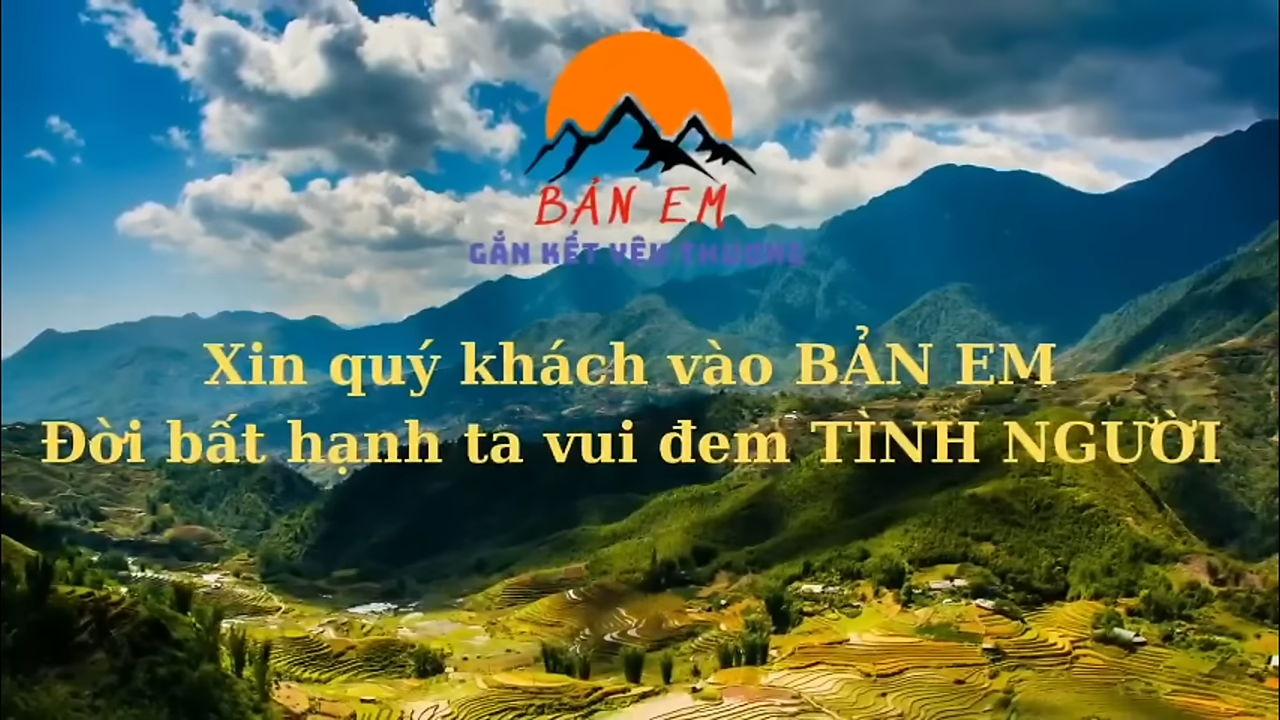 BẢN EM
GẮN KẾT YÊU THƯƠNG
Xin quý khách vào BẢN EM
Đời bất hạnh ta vui đem TÌNH NGƯỜI